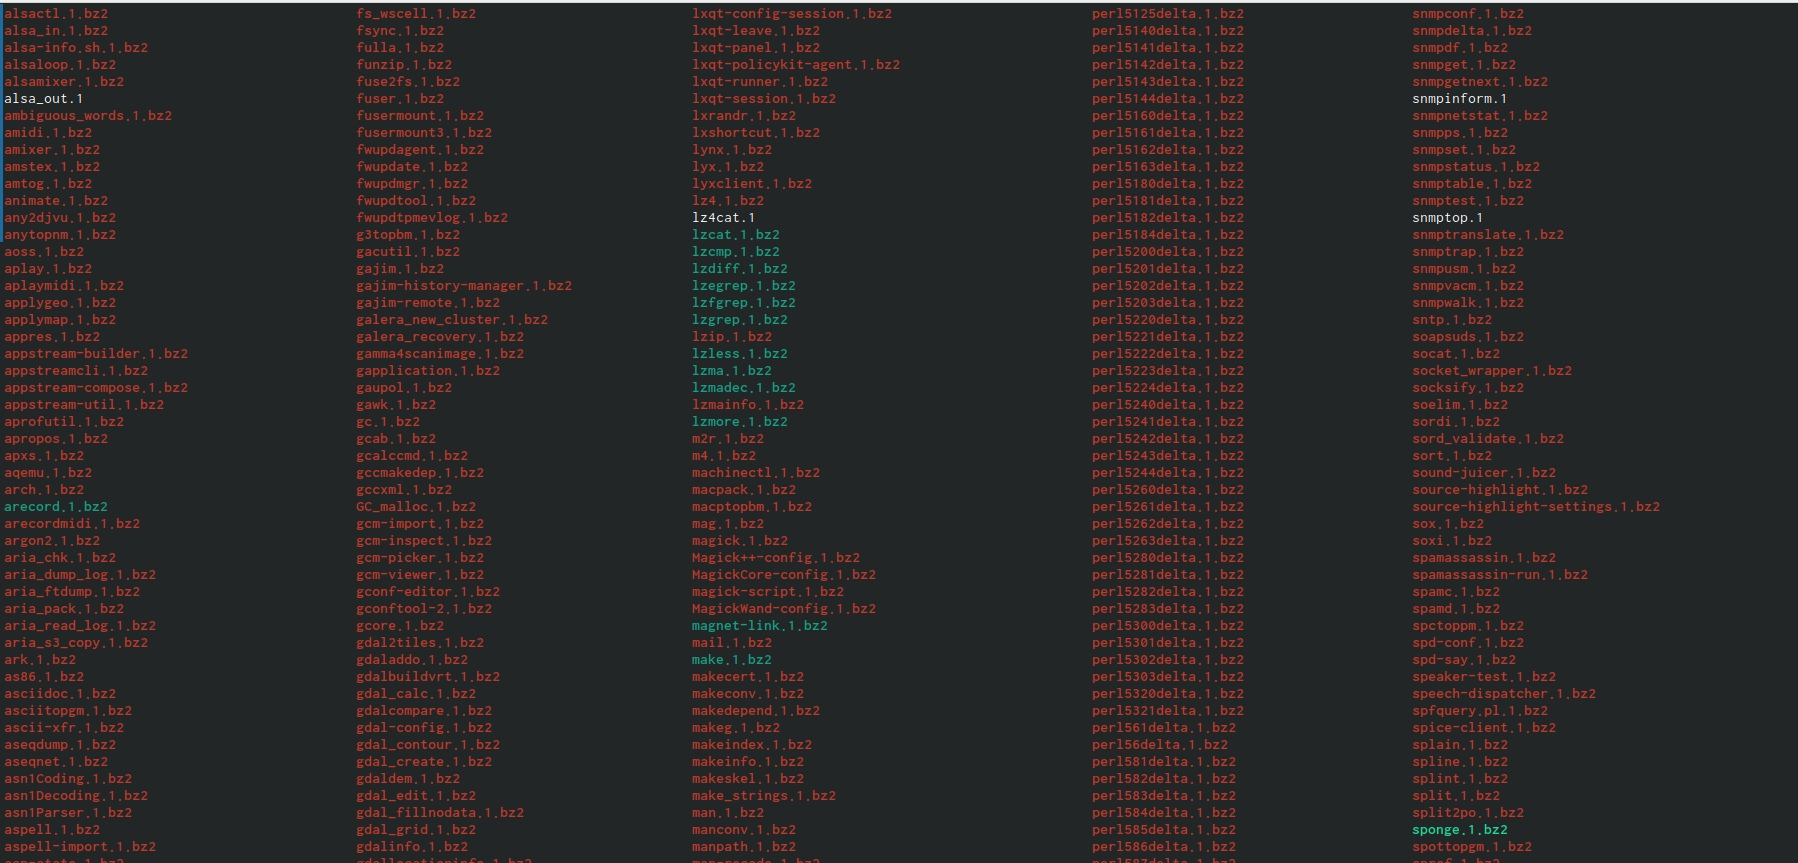 alsactl.1.bz2 fs_wscell.1.bz2 lxqt-config-session.1.bz2 perl5125delta.1.bz2 snmpconf.1.bz2
alsa_in.1.bz2 fsync.1.bz2 lxqt-leave.1.bz2 perl5140delta.1.bz2 snmpdelta.1.bz2
alsa-info.sh.1.bz2 fulla.1.bz2 lxqt-panel.1.bz2 perl5141delta.1.bz2 snmpdf.1.bz2
alsaloop.1.bz2 funzip.1.bz2 lxqt-policykit-agent.1.bz2 perl5142delta.1.bz2 snmpget.1.bz2
alsamixer.1.bz2 fuse2fs.1.bz2 lxqt-runner.1.bz2 perl5143delta.1.bz2 snmpgetnext.1.bz2
alsa_out.1 fuser.1.bz2 lxqt-session.1.bz2 perl5144delta.1.bz2 snmpinform.1
ambiguous_words.1.bz2 fusermount.1.bz2 lxrandr.1.bz2 perl5160delta.1.bz2 snmpnetstat.1.bz2
amidi.1.bz2 fusermount3.1.bz2 lxshortcut.1.bz2 perl5161delta.1.bz2 snmpps.1.bz2
amixer.1.bz2 fwupdagent.1.bz2 lynx.1.bz2 perl5162delta.1.bz2 snmpset.1.bz2
amstex.1.bz2 fwupdate.1.bz2 lyx.1.bz2 perl5163delta.1.bz2 snmpstatus.1.bz2
amtog.1.bz2 fwupdmgr.1.bz2 lyxclient.1.bz2 perl5180delta.1.bz2 snmptable.1.bz2
animate.1.bz2 fwupdtool.1.bz2 lz4.1.bz2 perl5181delta.1.bz2 snmptest.1.bz2
any2djvu.1.bz2 fwupdtpmevlog.1.bz2 lz4cat.1 perl5182delta.1.bz2 snmptop.1
anytopnm.1.bz2 g3topbm.1.bz2 lzcat.1.bz2 perl5184delta.1.bz2 snmptranslate.1.bz2
aoss.1.bz2 gacutil.1.bz2 lzcmp.1.bz2 perl5200delta.1.bz2 snmptrap.1.bz2
aplay.1.bz2 gajim.1.bz2 lzdiff.1.bz2 perl5201delta.1.bz2 snmpusm.1.bz2
aplaymidi.1.bz2 gajim-history-manager.1.bz2 lzegrep.1.bz2 perl5202delta.1.bz2 snmpvacm.1.bz2
applygeo.1.bz2 gajim-remote.1.bz2 lzfgrep.1.bz2 perl5203delta.1.bz2 snmpwalk.1.bz2
applymap.1.bz2 galera_new_cluster.1.bz2 lzgrep.1.bz2 perl5220delta.1.bz2 sntp.1.bz2
appres.1.bz2 galera_recovery.1.bz2 lzip.1.bz2 perl5221delta.1.bz2 soapsuds.1.bz2
appstream-builder.1.bz2 gamma4scanimage.1.bz2 lzless.1.bz2 perl5222delta.1.bz2 socat.1.bz2
appstreamcli.1.bz2 gapplication.1.bz2 lzma.1.bz2 perl5223delta.1.bz2 socket_wrapper.1.bz2
appstream-compose.1.bz2 gaupol.1.bz2 lzmadec.1.bz2 perl5224delta.1.bz2 socksify.1.bz2
appstream-util.1.bz2 gawk.1.bz2 lzmainfo.1.bz2 perl5240delta.1.bz2 soelim.1.bz2
aprofutil.1.bz2 gc.1.bz2 lzmore.1.bz2 perl5241delta.1.bz2 sordi.1.bz2
apropos.1.bz2 gcab.1.bz2 m2r.1.bz2 perl5242delta.1.bz2 sord_validate.1.bz2
apxs.1.bz2 gcalccmd.1.bz2 m4.1.bz2 perl5243delta.1.bz2 sort.1.bz2
aqemu.1.bz2 gccmakedep.1.bz2 machinectl.1.bz2 perl5244delta.1.bz2 sound-juicer.1.bz2
arch.1.bz2 gccxml.1.bz2 macpack.1.bz2 perl5260delta.1.bz2 source-highlight.1.bz2
arecord.1.bz2 GC_malloc.1.bz2 macptopbm.1.bz2 perl5261delta.1.bz2 source-highlight-settings.1.bz2
arecordmidi.1.bz2 gcm-import.1.bz2 mag.1.bz2 perl5262delta.1.bz2 sox.1.bz2
argon2.1.bz2 gcm-inspect.1.bz2 magick.1.bz2 perl5263delta.1.bz2 soxi.1.bz2
aria_chk.1.bz2 gcm-picker.1.bz2 Magick++-config.1.bz2 perl5280delta.1.bz2 spamassassin.1.bz2
aria_dump_log.1.bz2 gcm-viewer.1.bz2 MagickCore-config.1.bz2 perl5281delta.1.bz2 spamassassin-run.1.bz2
aria_ftdump.1.bz2 gconf-editor.1.bz2 magick-script.1.bz2 perl5282delta.1.bz2 spamc.1.bz2
aria_pack.1.bz2 gconftool-2.1.bz2 MagickWand-config.1.bz2 perl5283delta.1.bz2 spamd.1.bz2
aria_read_log.1.bz2 gcore.1.bz2 magnet-link.1.bz2 perl5300delta.1.bz2 spctoppm.1.bz2
aria_s3_copy.1.bz2 gdal2tiles.1.bz2 mail.1.bz2 perl5301delta.1.bz2 spd-conf.1.bz2
ark.1.bz2 gdaladdo.1.bz2 make.1.bz2 perl5302delta.1.bz2 spd-say.1.bz2
as86.1.bz2 gdalbuildvrt.1.bz2 makecert.1.bz2 perl5303delta.1.bz2 speaker-test.1.bz2
asciidoc.1.bz2 gdal_calc.1.bz2 makeconv.1.bz2 perl5320delta.1.bz2 speech-dispatcher.1.bz2
asciitopgm.1.bz2 gdalcompare.1.bz2 makedepend.1.bz2 perl5321delta.1.bz2 spfquery.pl.1.bz2
ascii-xfr.1.bz2 gdal-config.1.bz2 makeg.1.bz2 perl561delta.1.bz2 spice-client.1.bz2
aseqdump.1.bz2 gdal_contour.1.bz2 makeindex.1.bz2 perl56delta.1.bz2 splain.1.bz2
aseqnet.1.bz2 gdal_create.1.bz2 makeinfo.1.bz2 perl581delta.1.bz2 spline.1.bz2
asn1Coding.1.bz2 gdaldem.1.bz2 makeskel.1.bz2 perl582delta.1.bz2 splint.1.bz2
asn1Decoding.1.bz2 gdal_edit.1.bz2 make_strings.1.bz2 perl583delta.1.bz2 split.1.bz2
asn1Parser.1.bz2 gdal_fillnodata.1.bz2 man.1.bz2 perl584delta.1.bz2 split2po.1.bz2
aspell.1.bz2 gdal_grid.1.bz2 manconv.1.bz2 perl585delta.1.bz2 sponge.1.bz2
aspell-import.1.bz2 gdalinfo.1.bz2 manpath.1.bz2 perl586delta.1.bz2 spottopgm.1.bz2